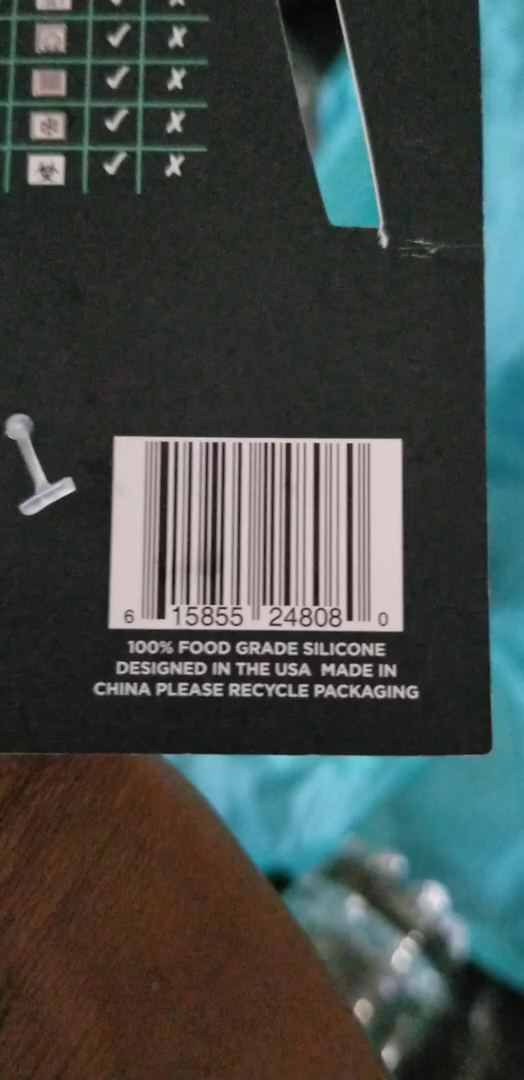 6 15855 24808 0
100% FOOD GRADE SILICONE
DESIGNED IN THE USA MADE IN
CHINA PLEASE RECYCLE PACKAGING